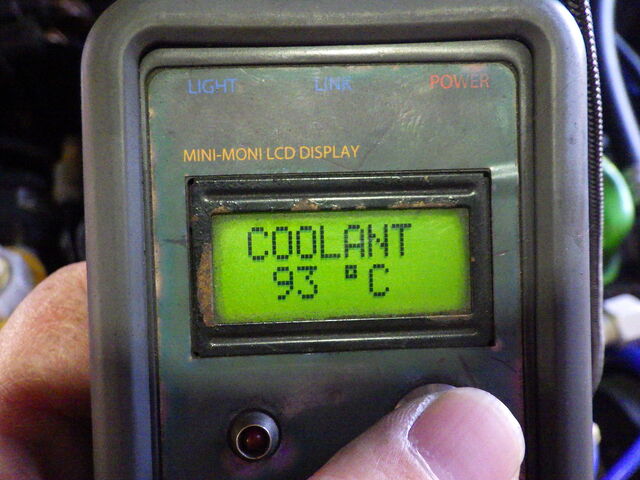 LIGHT LINK POWER
MINI-MONI LCD DISPLAY
COOLANT
93 °C